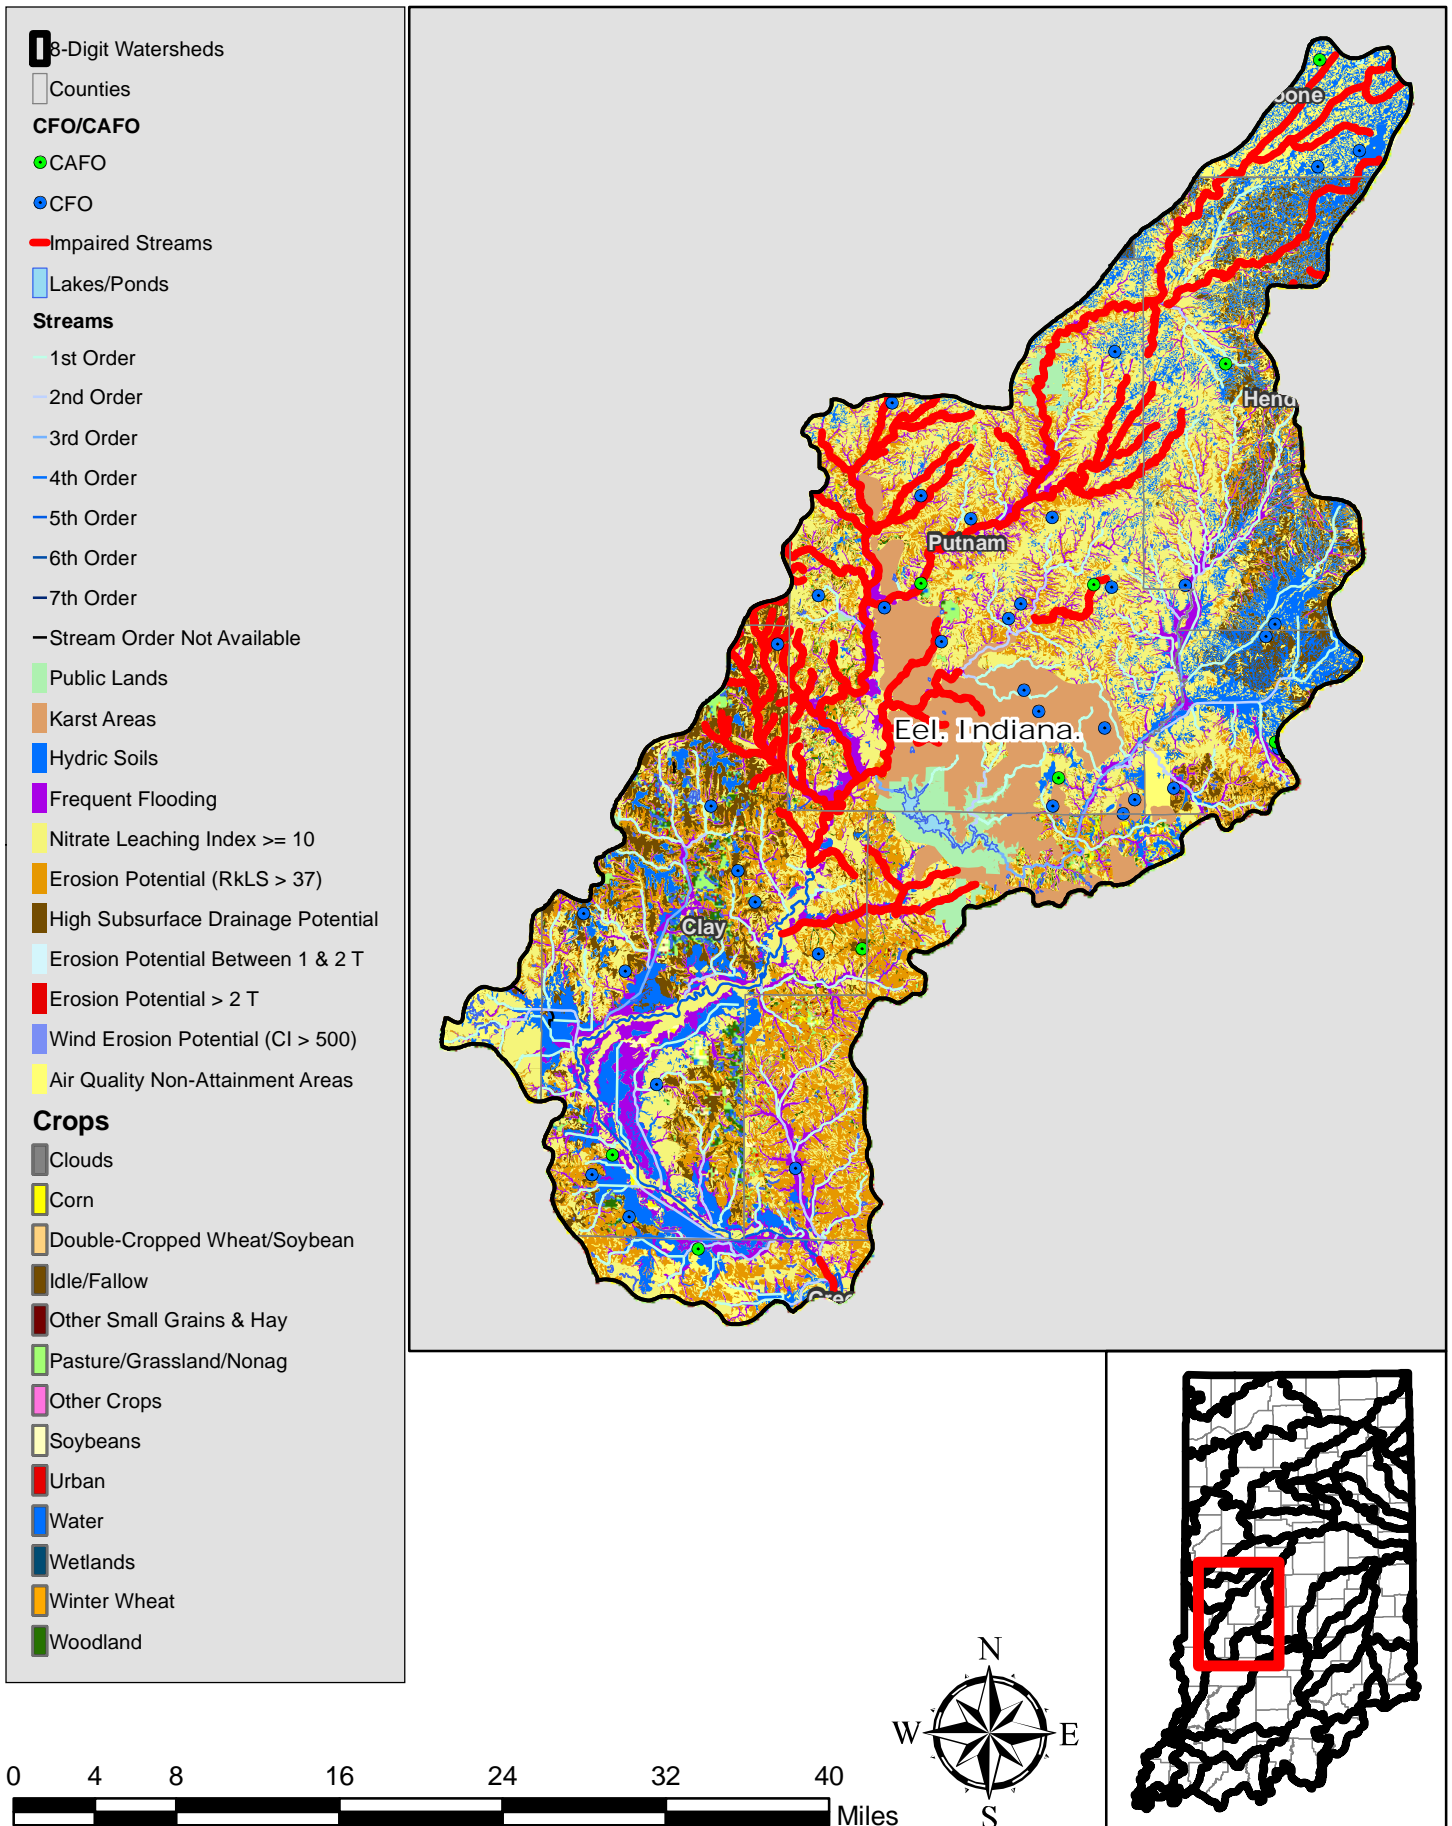 8-Digit Watersheds
Counties
CFO/CAFO
CAFO
CFO
Impaired Streams
Lakes/Ponds
Streams
1st Order
2nd Order
3rd Order
4th Order
5th Order
6th Order
7th Order
Stream Order Not Available
Public Lands
Karst Areas
Hydric Soils
Frequent Flooding
Nitrate Leaching Index >= 10
Erosion Potential (RkLS > 37)
High Subsurface Drainage Potential
Erosion Potential Between 1 & 2 T
Erosion Potential > 2 T
Wind Erosion Potential (CI > 500)
Air Quality Non-Attainment Areas
Crops
Clouds
Corn
Double-Cropped Wheat/Soybean
Idle/Fallow
Other Small Grains & Hay
Pasture/Grassland/Nonag
Other Crops
Soybeans
Urban
Water
Wetlands
Winter Wheat
Woodland
oone
Hend
Putnam
Eel. Indiana.
Clay
Gree
N
W E
S
0 4 8 16 24 32 40
Miles